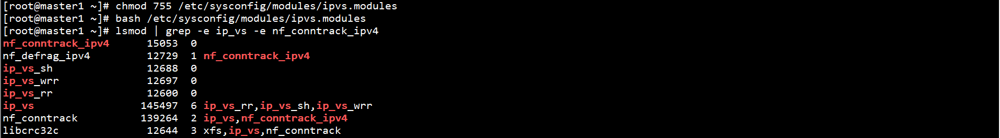 [root@master1 ~]# chmod 755 /etc/sysconfig/modules/ipvs.modules
[root@master1 ~]# bash /etc/sysconfig/modules/ipvs.modules
[root@master1 ~]# lsmod | grep -e ip_vs -e nf_conntrack_ipv4
nf_conntrack_ipv4      15053  0
nf_defrag_ipv4         12729  1 nf_conntrack_ipv4
ip_vs_sh               12688  0
ip_vs_wrr              12697  0
ip_vs_rr               12600  0
ip_vs                 145497  6 ip_vs_rr,ip_vs_sh,ip_vs_wrr
nf_conntrack          139264  2 ip_vs,nf_conntrack_ipv4
libcrc32c              12644  3 xfs,ip_vs,nf_conntrack